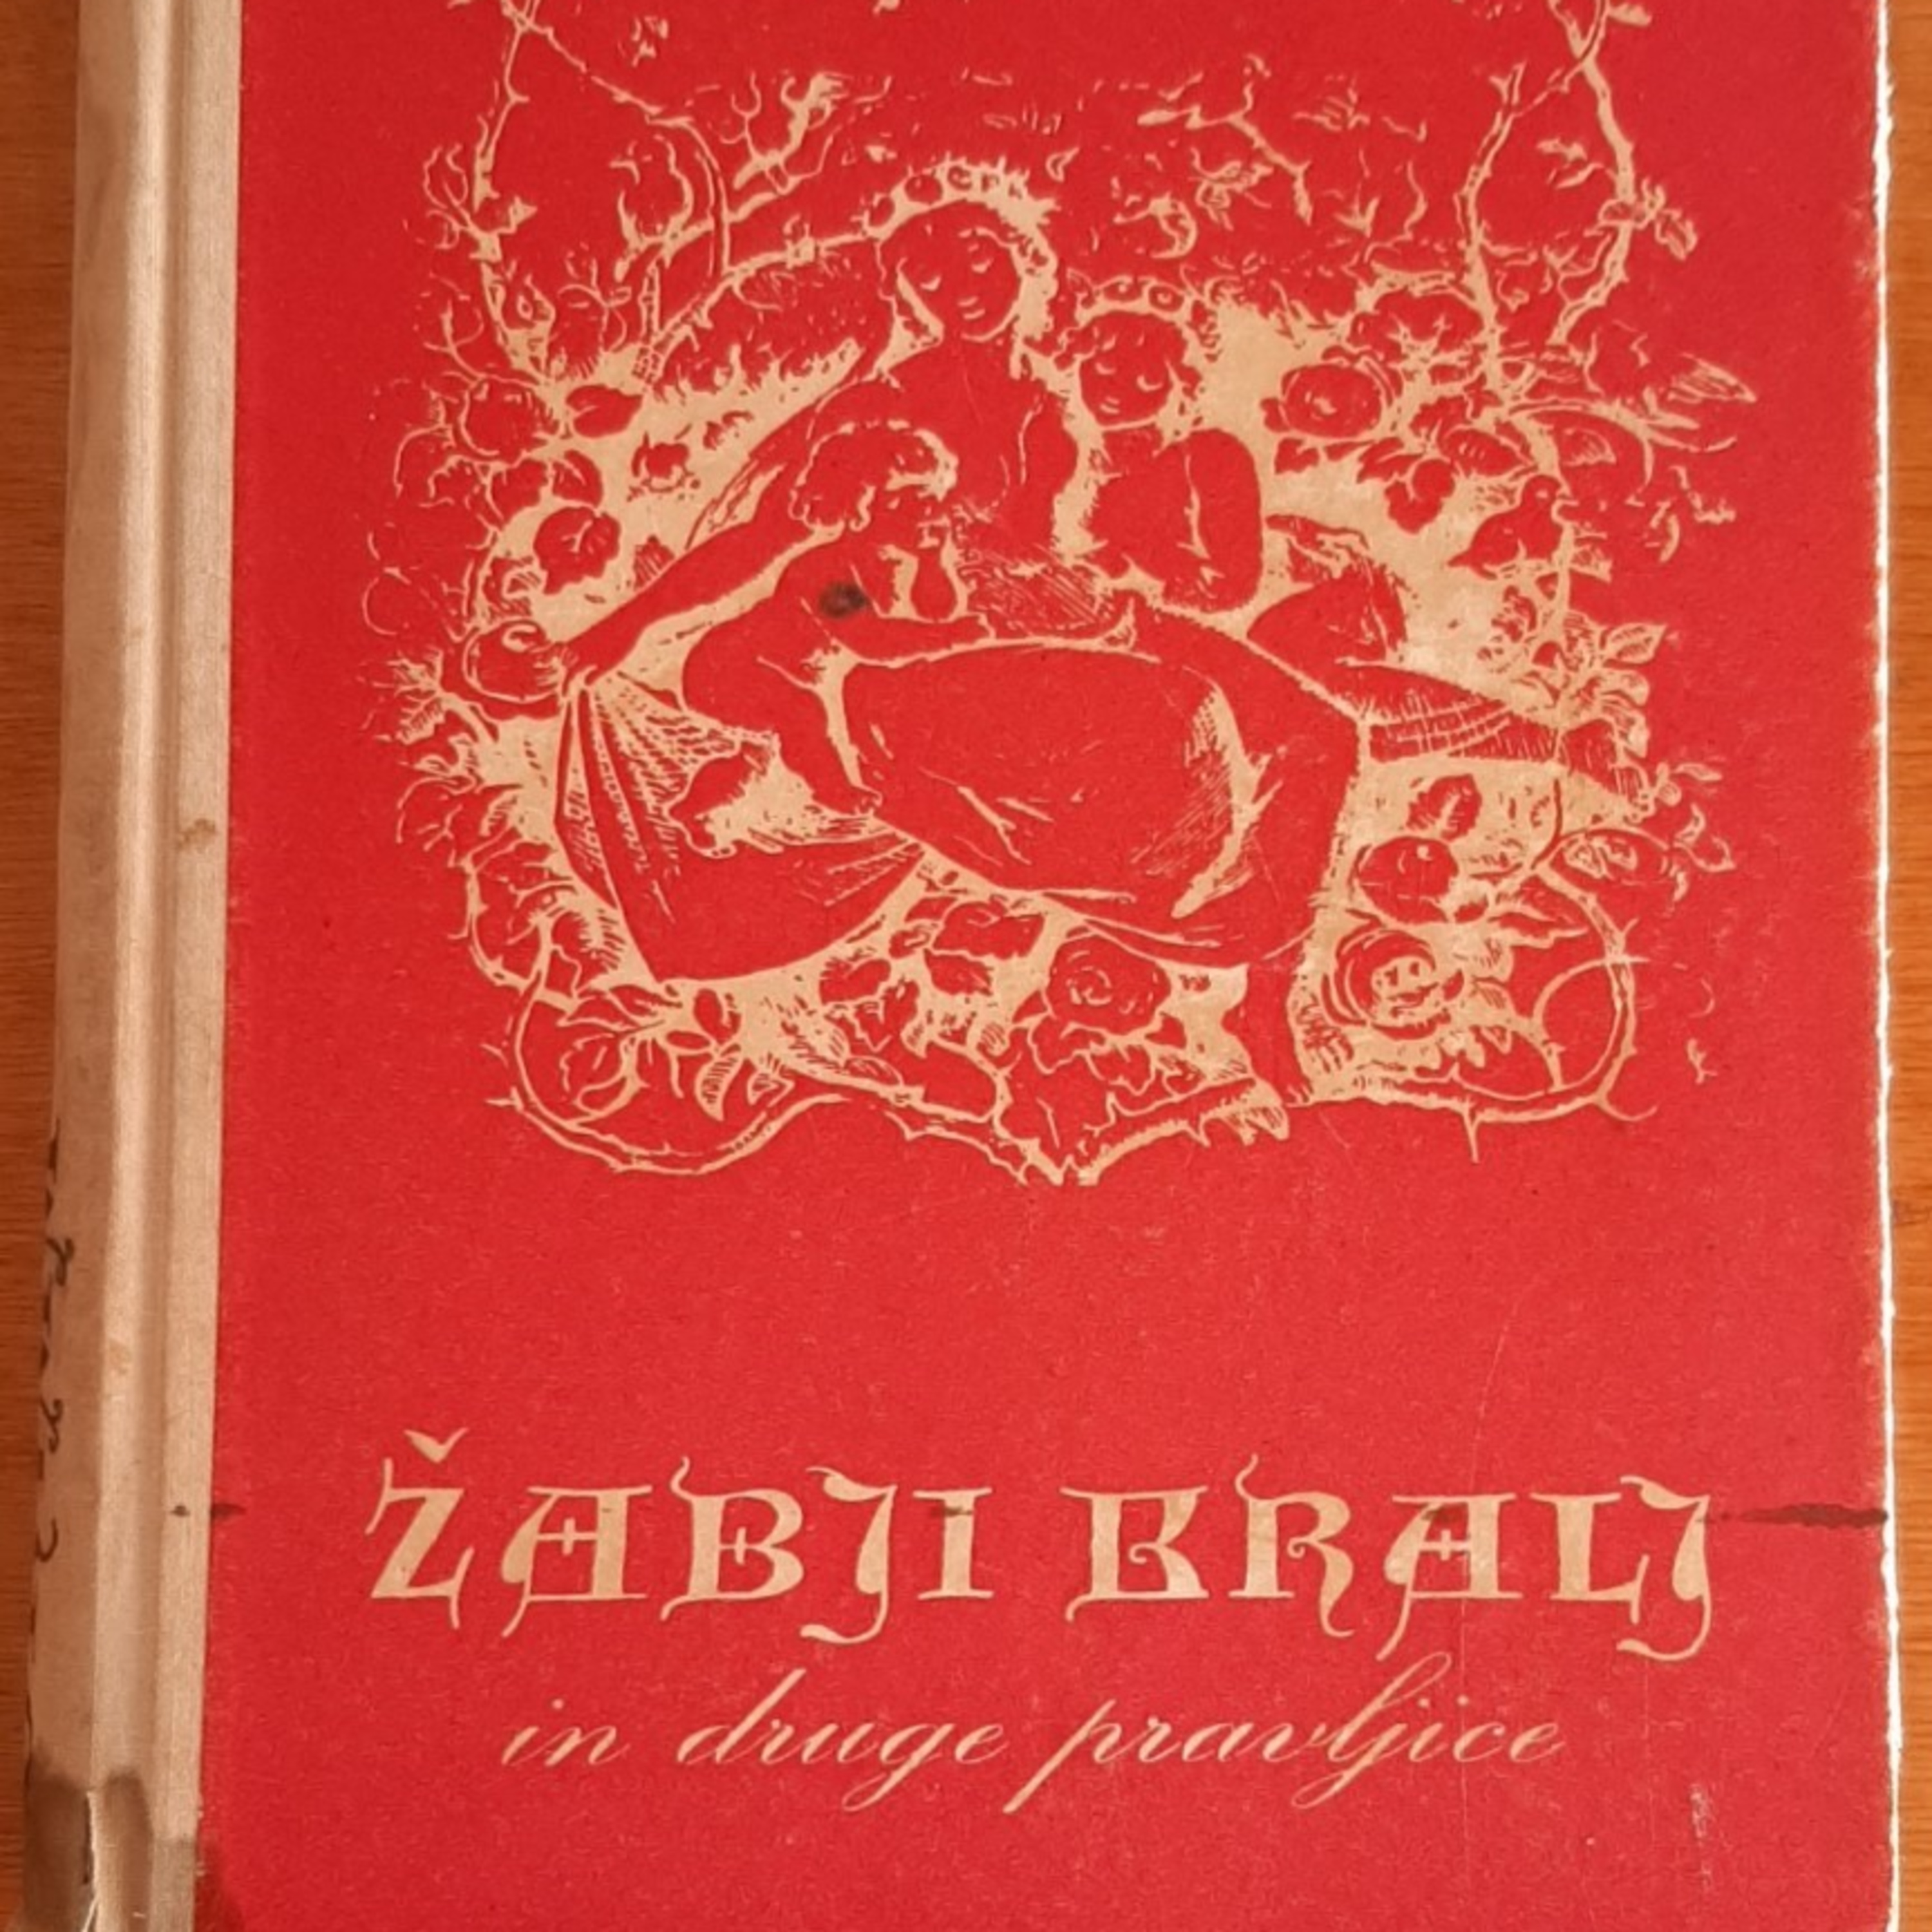 ŽABJI KRALJ
in druge pravljice